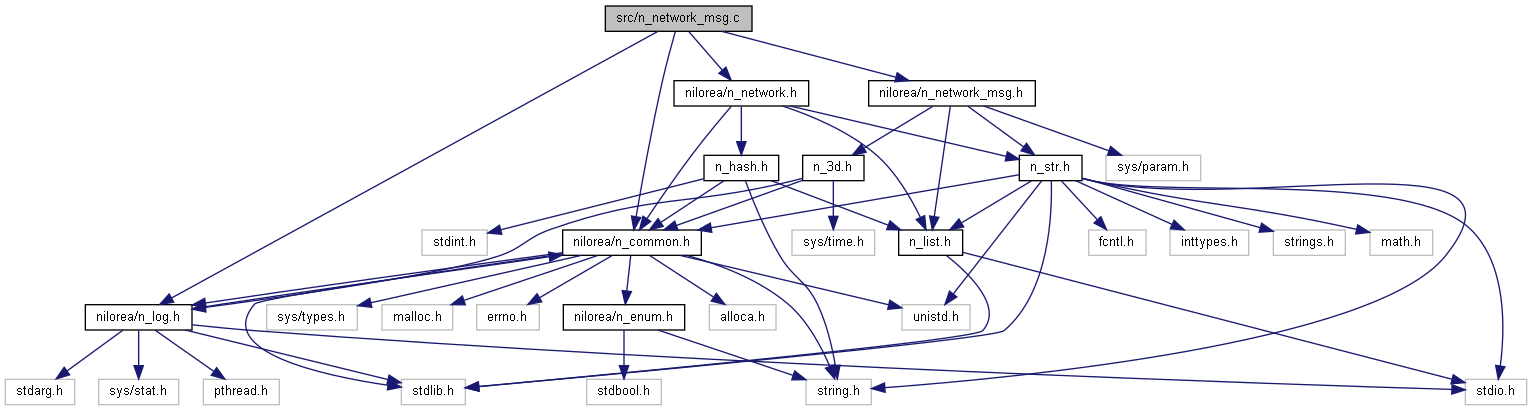 src/n_network_msg.c
nilorea/n_network.h
nilorea/n_network_msg.h
n_hash.h
n_3d.h
n_str.h
sys/param.h
stdint.h
nilorea/n_common.h
sys/time.h
n_list.h
fcntl.h
inttypes.h
strings.h
math.h
nilorea/n_log.h
sys/types.h
malloc.h
errno.h
nilorea/n_enum.h
alloca.h
unistd.h
stdarg.h
sys/stat.h
pthread.h
stdlib.h
stdbool.h
string.h
stdio.h